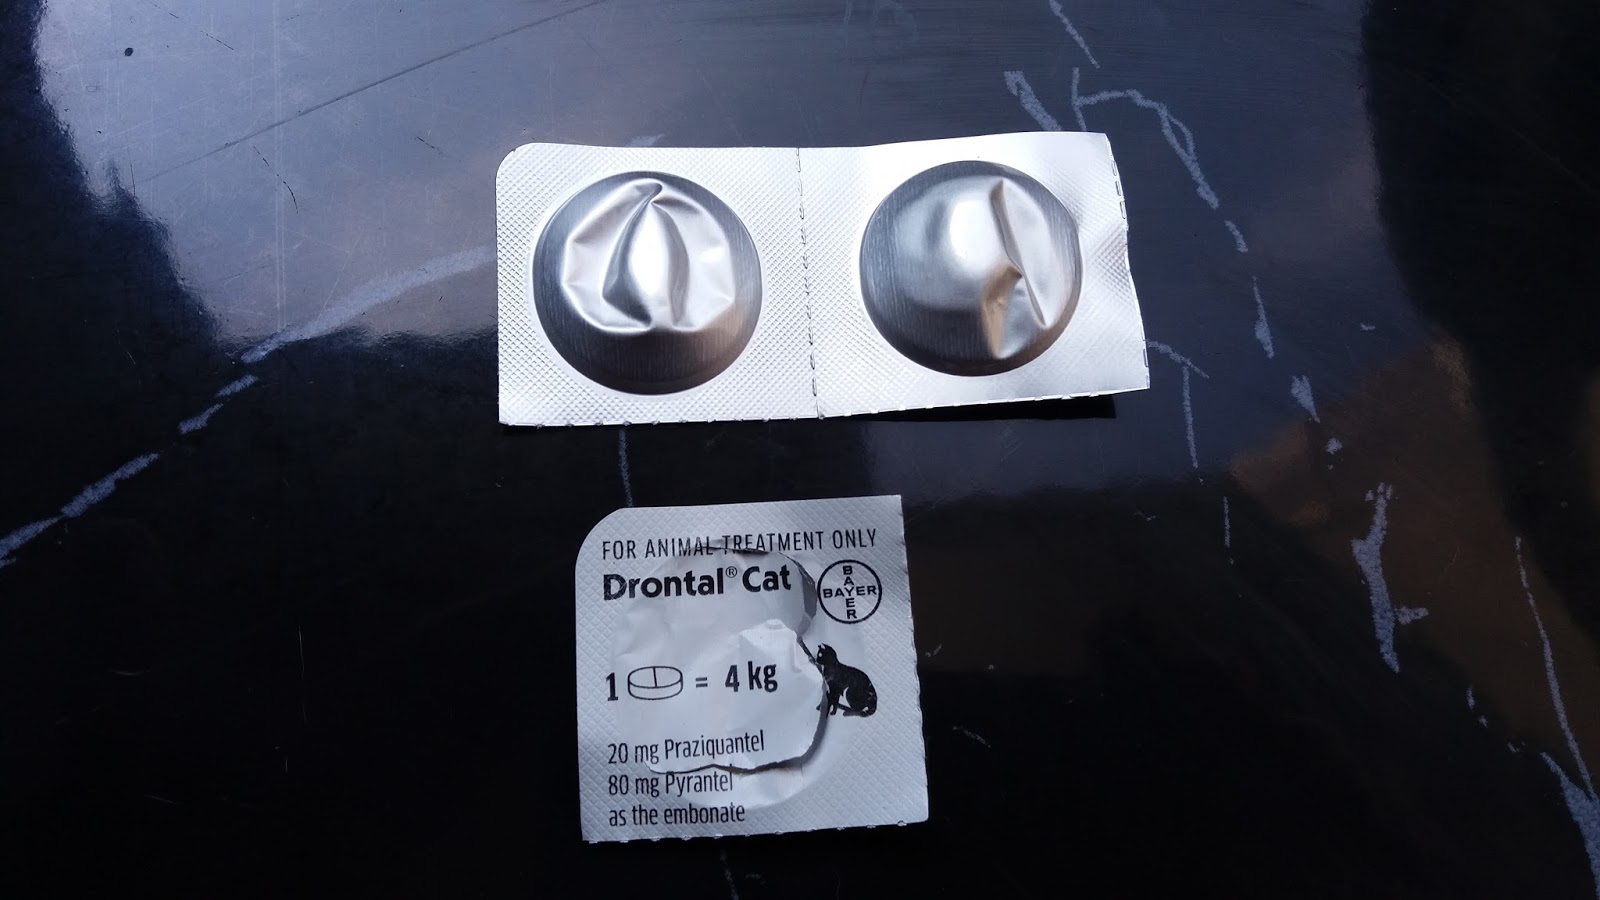 FOR ANIMAL TREATMENT ONLY
Drontal® Cat
BAYER
BAYER
1 = 4 kg
20 mg Praziquantel
80 mg Pyrantel
as the embonate